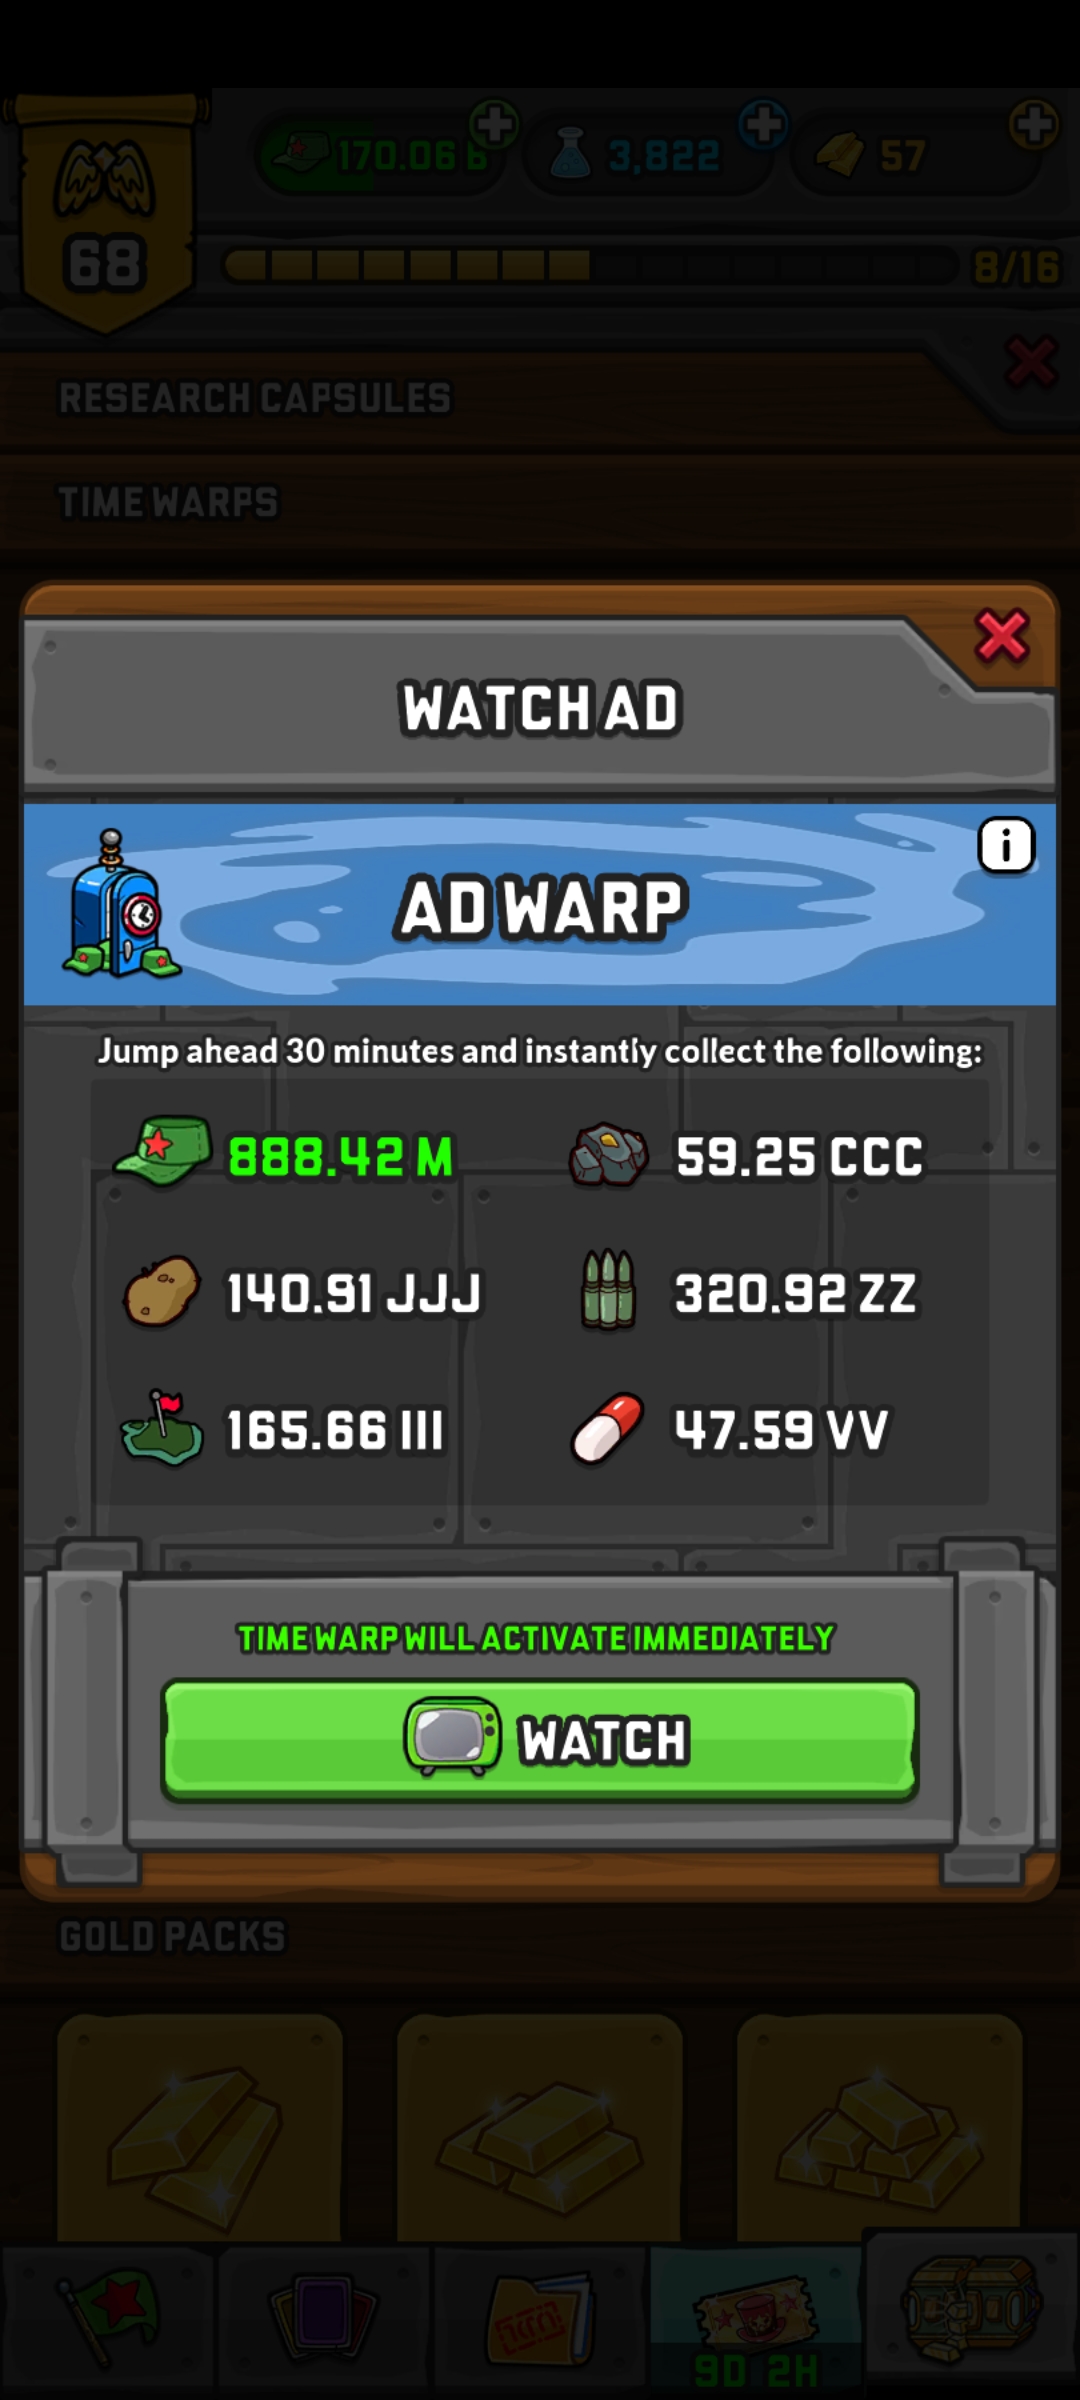 170.06 B
3,822
57
68
8/16
RESEARCH CAPSULES
TIME WARPS
WATCH AD
AD WARP
i
Jump ahead 30 minutes and instantly collect the following:
888.42 M
59.25 CCC
140.91 JJJ
320.92 ZZ
165.66 III
47.59 VV
TIME WARP WILL ACTIVATE IMMEDIATELY
WATCH
GOLD PACKS
9D 2H